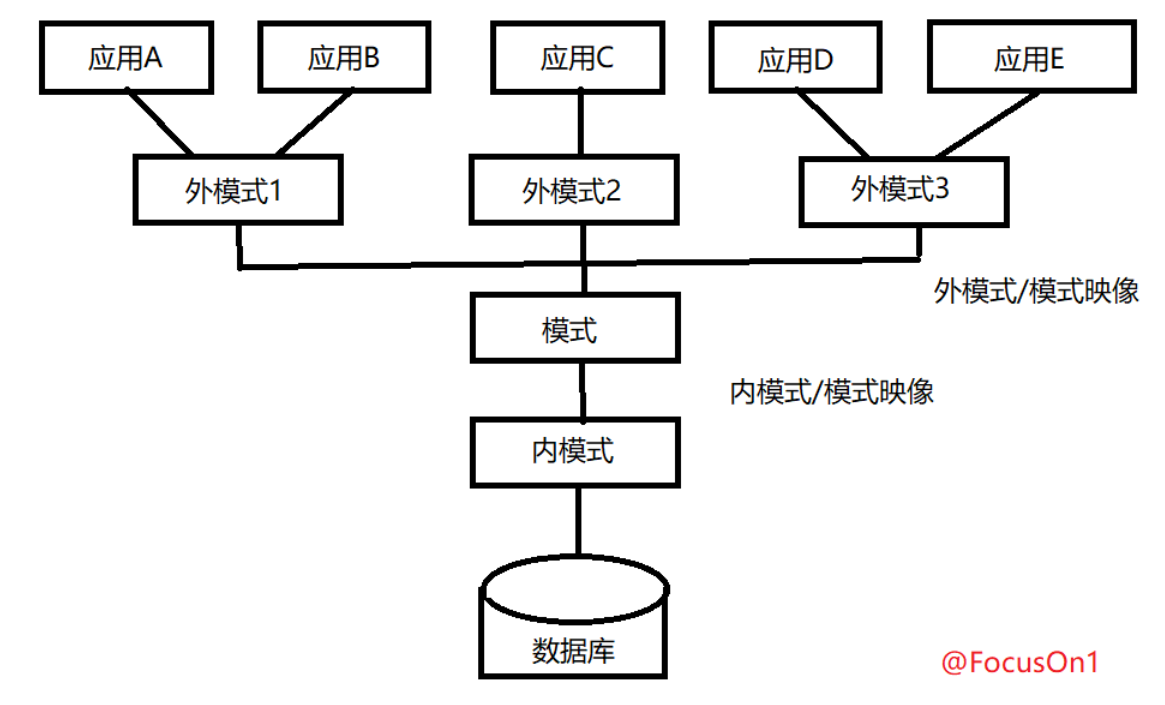 应用A
应用B
应用C
应用D
应用E
外模式1
外模式2
外模式3
外模式/模式映像
模式
内模式/模式映像
内模式
数据库
@FocusOn1